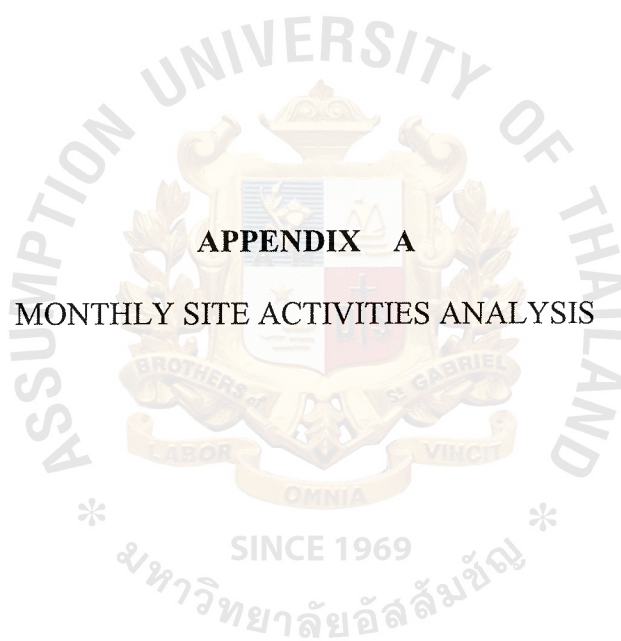 ASSUMPTION UNIVERSITY OF THAILAND
APPENDIX A
MONTHLY SITE ACTIVITIES ANALYSIS
BROTHERS of St GABRIEL
LABOR
OMNIA
VINCIT
* SINCE 1969 *
มหาวิทยาลัยอัสสัมชัญ